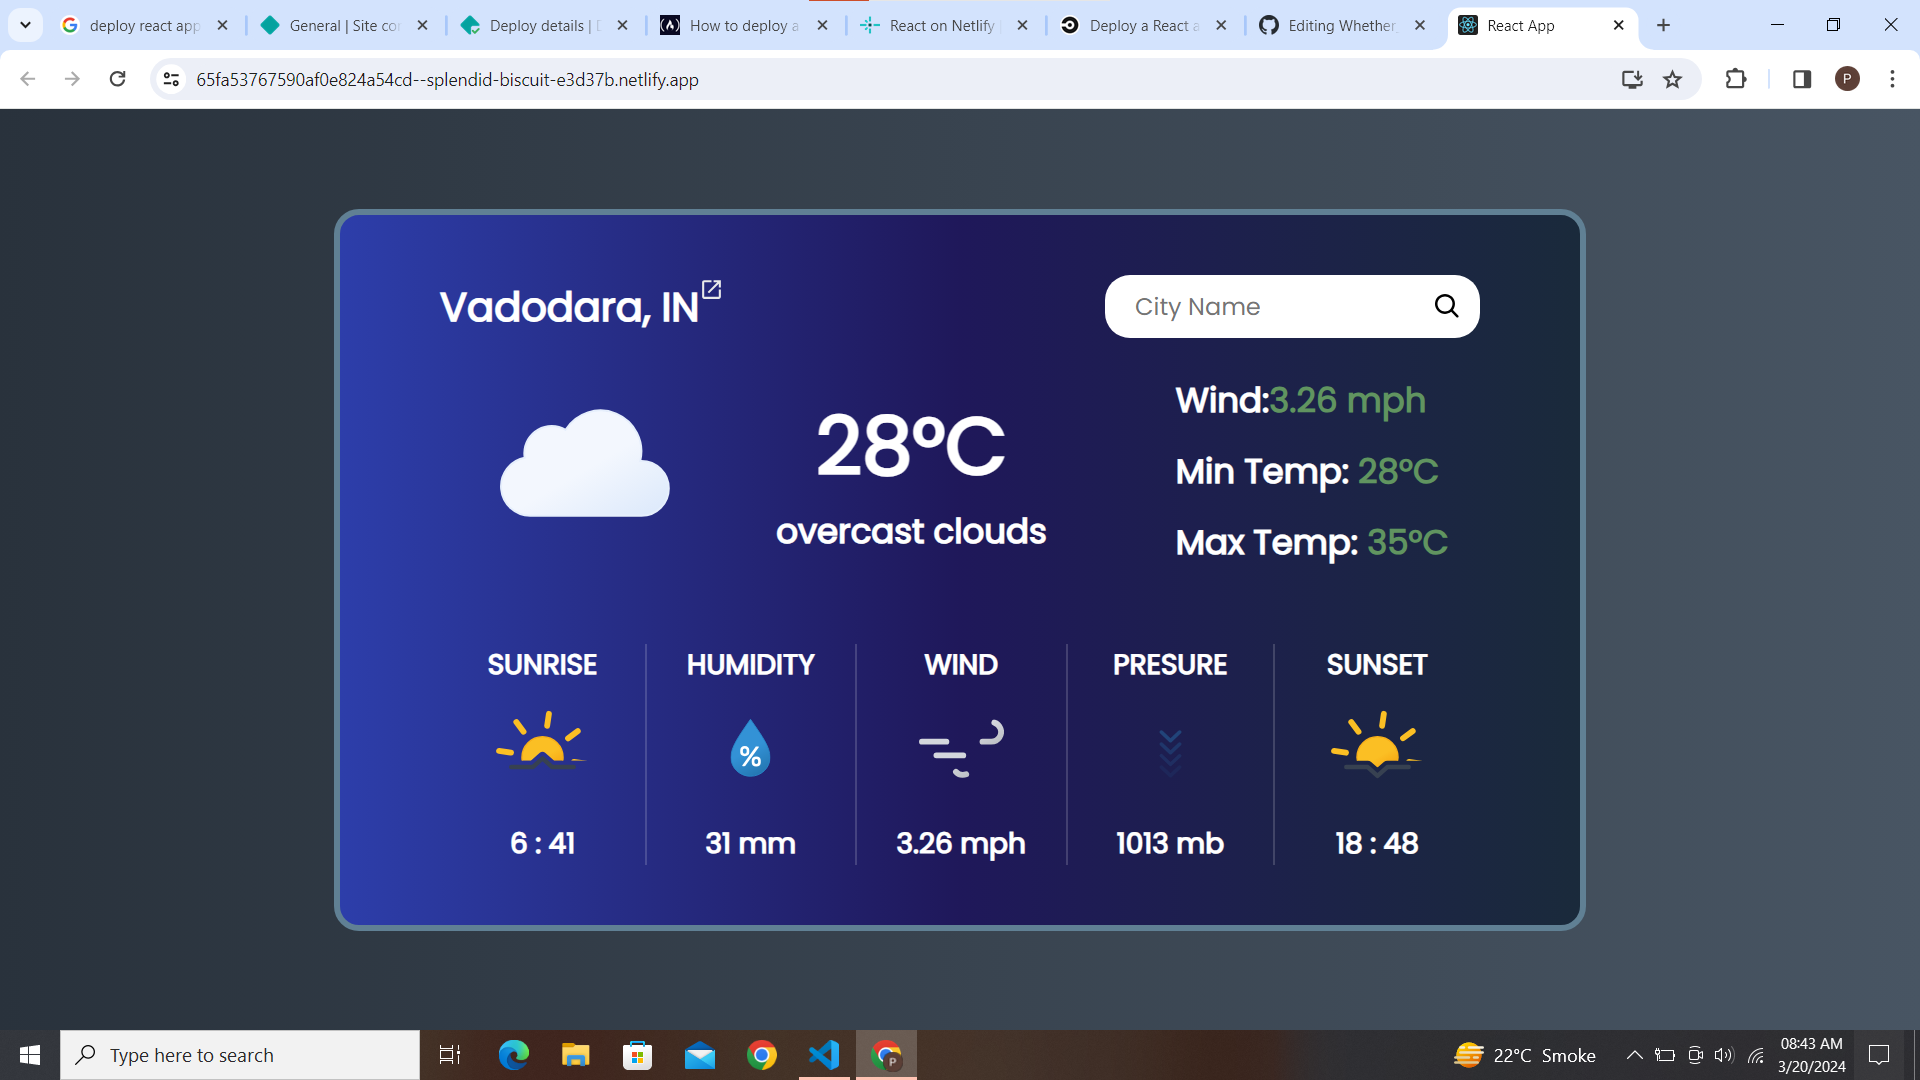 deploy react app
General | Site con
Deploy details | D
How to deploy a
React on Netlify |
Deploy a React a
Editing Whether
React App
65fa53767590af0e824a54cd--splendid-biscuit-e3d37b.netlify.app
P
Vadodara, IN
City Name
28°C
overcast clouds
Wind:3.26 mph
Min Temp: 28°C
Max Temp: 35°C
SUNRISE HUMIDITY WIND PRESURE SUNSET
%
6 : 41 31 mm 3.26 mph 1013 mb 18 : 48
Type here to search
P
22°C Smoke
08:43 AM
3/20/2024